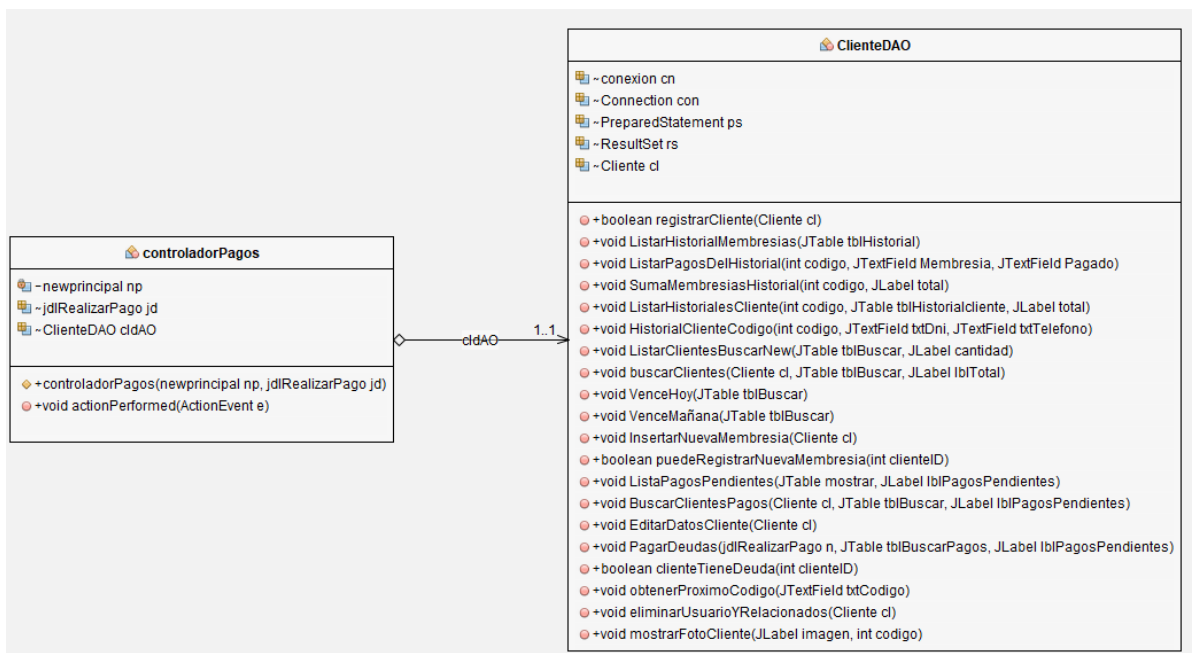 controladorPagos
-newprincipal np
~jdlRealizarPago jd
~ClienteDAO cldAO
+controladorPagos(newprincipal np, jdlRealizarPago jd)
+void actionPerformed(ActionEvent e)
cldAO
1..1
ClienteDAO
~conexion cn
~Connection con
~PreparedStatement ps
~ResultSet rs
~Cliente cl
+boolean registrarCliente(Cliente cl)
+void ListarHistorialMembresias(JTable tblHistorial)
+void ListarPagosDelHistorial(int codigo, JTextField Membresia, JTextField Pagado)
+void SumaMembresiasHistorial(int codigo, JLabel total)
+void ListarHistorialesCliente(int codigo, JTable tblHistorialcliente, JLabel total)
+void HistorialClienteCodigo(int codigo, JTextField txtDni, JTextField txtTelefono)
+void ListarClientesBuscarNew(JTable tblBuscar, JLabel cantidad)
+void buscarClientes(Cliente cl, JTable tblBuscar, JLabel lblTotal)
+void VenceHoy(JTable tblBuscar)
+void VenceMañana(JTable tblBuscar)
+void InsertarNuevaMembresia(Cliente cl)
+boolean puedeRegistrarNuevaMembresia(int clienteID)
+void ListaPagosPendientes(JTable mostrar, JLabel lblPagosPendientes)
+void BuscarClientesPagos(Cliente cl, JTable tblBuscar, JLabel lblPagosPendientes)
+void EditarDatosCliente(Cliente cl)
+void PagarDeudas(jdlRealizarPago n, JTable tblBuscarPagos, JLabel lblPagosPendientes)
+boolean clienteTieneDeuda(int clienteID)
+void obtenerProximoCodigo(JTextField txtCodigo)
+void eliminarUsuarioYRelacionados(Cliente cl)
+void mostrarFotoCliente(JLabel imagen, int codigo)